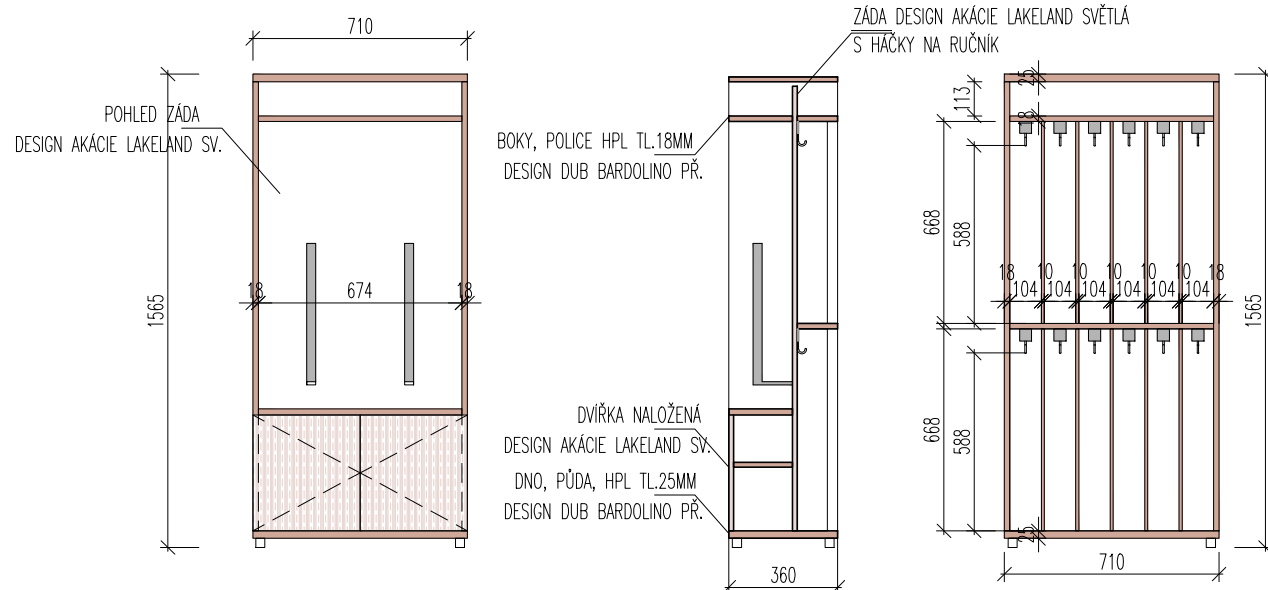 710
POHLED ZÁDA
DESIGN AKÁCIE LAKELAND SV.
1565
18
674
18
ZÁDA DESIGN AKÁCIE LAKELAND SVĚTLÁ
S HÁČKY NA RUČNÍK
BOKY, POLICE HPL TL.18MM
DESIGN DUB BARDOLINO PŘ.
DVÍŘKA NALOŽENÁ
DESIGN AKÁCIE LAKELAND SV.
DNO, PŮDA, HPL TL.25MM
DESIGN DUB BARDOLINO PŘ.
360
25
113
18
668
588
18 10 10 10 10 10 18
104 104 104 104 104 104
668
588
25
1565
710